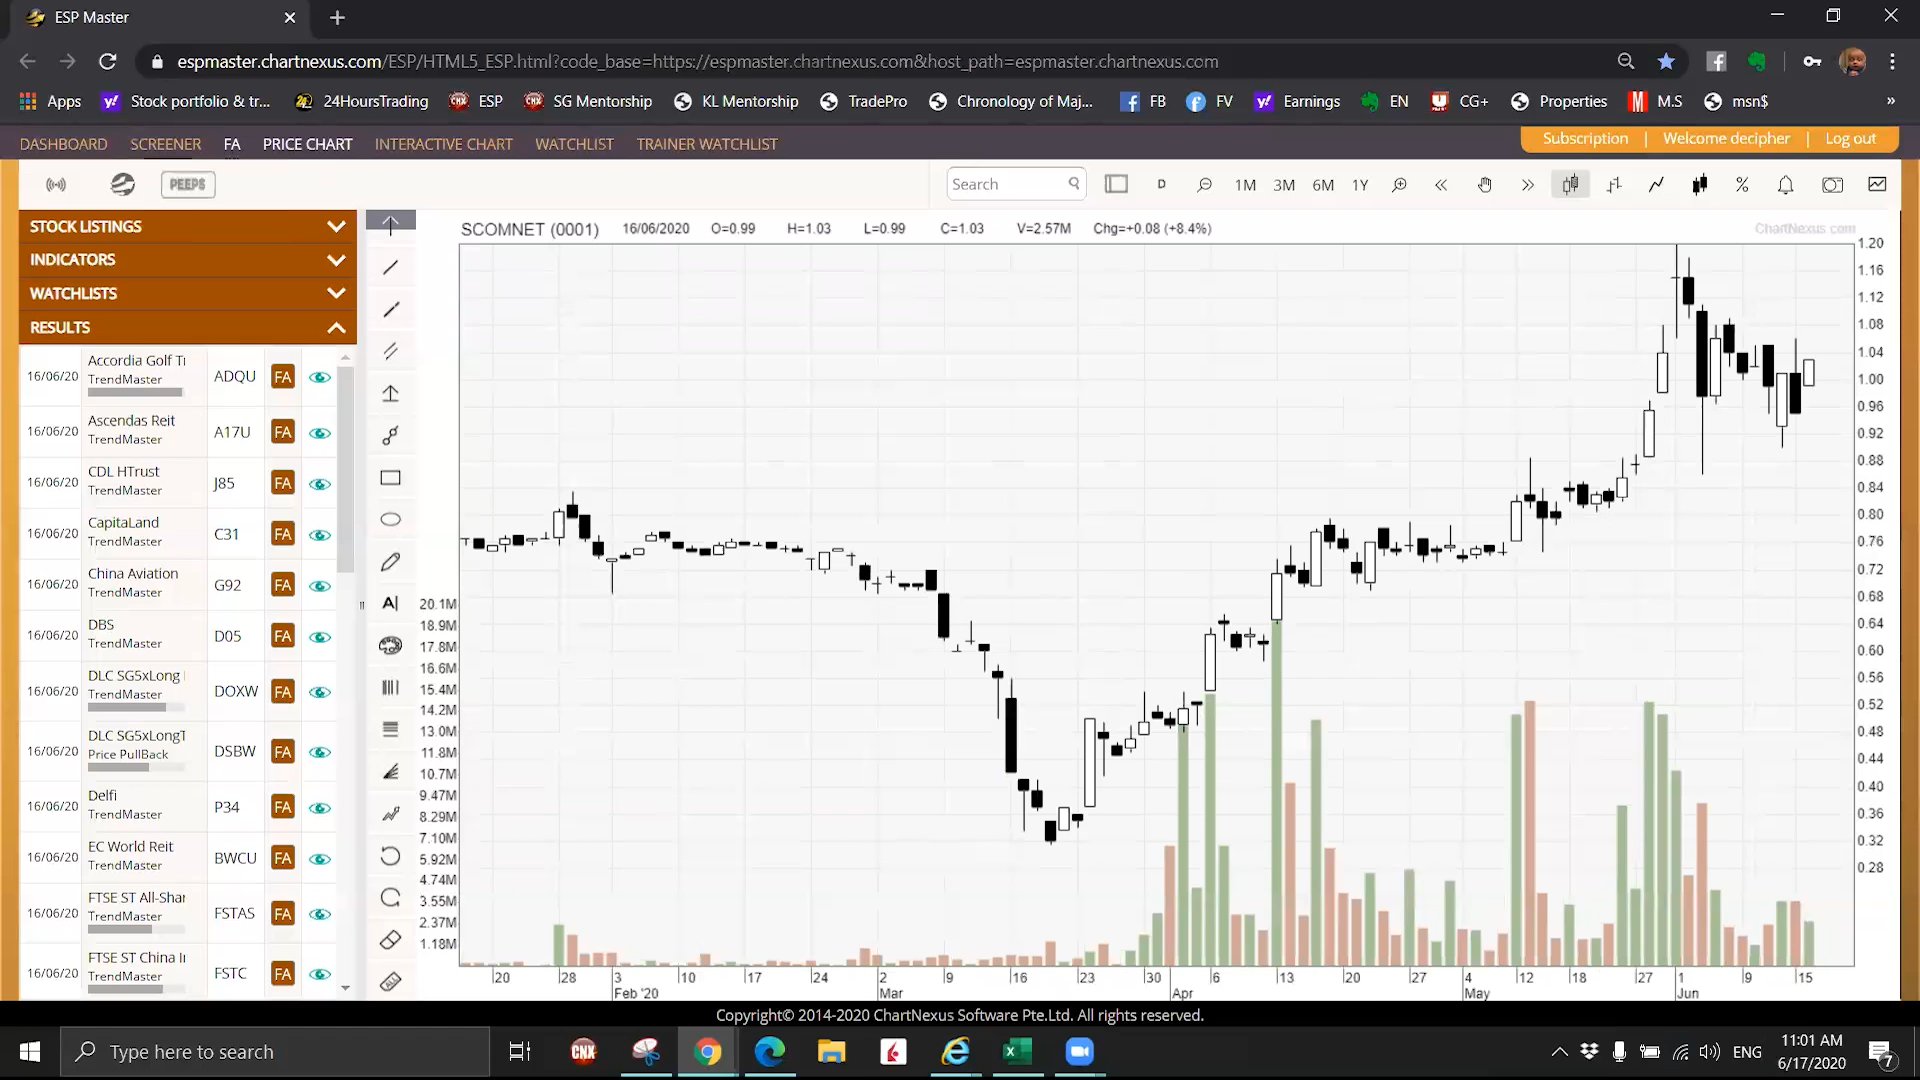 ESP Master
espmaster.chartnexus.com/ESP/HTML5_ESP.html?code_base=https://espmaster.chartnexus.com&host_path=espmaster.chartnexus.com
Apps Stock portfolio & tr... 24HoursTrading ESP SG Mentorship KL Mentorship TradePro Chronology of Maj... FB FV Earnings EN CG+ Properties M.S msn$ »
DASHBOARD SCREENER FA PRICE CHART INTERACTIVE CHART WATCHLIST TRAINER WATCHLIST Subscription | Welcome decipher | Log out
PEEPS Search D 1M 3M 6M 1Y %
STOCK LISTINGS
INDICATORS
WATCHLISTS
RESULTS
16/06/20 Accordia Golf Tr TrendMaster ADQU FA
16/06/20 Ascendas Reit TrendMaster A17U FA
16/06/20 CDL HTrust TrendMaster J85 FA
16/06/20 CapitaLand TrendMaster C31 FA
16/06/20 China Aviation TrendMaster G92 FA
16/06/20 DBS TrendMaster D05 FA
16/06/20 DLC SG5xLong TrendMaster DOXW FA
16/06/20 DLC SG5xLongT Price PullBack DSBW FA
16/06/20 Delfi TrendMaster P34 FA
16/06/20 EC World Reit TrendMaster BWCU FA
16/06/20 FTSE ST All-Shar TrendMaster FSTAS FA
16/06/20 FTSE ST China In TrendMaster FSTC FA
A|
SCOMNET (0001) 16/06/2020 O=0.99 H=1.03 L=0.99 C=1.03 V=2.57M Chg=+0.08 (+8.4%)
ChartNexus.com
1.20
1.16
1.12
1.08
1.04
1.00
0.96
0.92
0.88
0.84
0.80
0.76
0.72
0.68
0.64
0.60
0.56
0.52
0.48
0.44
0.40
0.36
0.32
0.28
20.1M
18.9M
17.8M
16.6M
15.4M
14.2M
13.0M
11.8M
10.7M
9.47M
8.29M
7.10M
5.92M
4.74M
3.55M
2.37M
1.18M
20 28 3 10 17 24 2 9 16 23 30 6 13 20 27 4 12 18 27 1 9 15
Feb '20 Mar Apr May Jun
Copyright© 2014-2020 ChartNexus Software Pte.Ltd. All rights reserved.
Type here to search
CNX
ENG
11:01 AM
6/17/2020
7